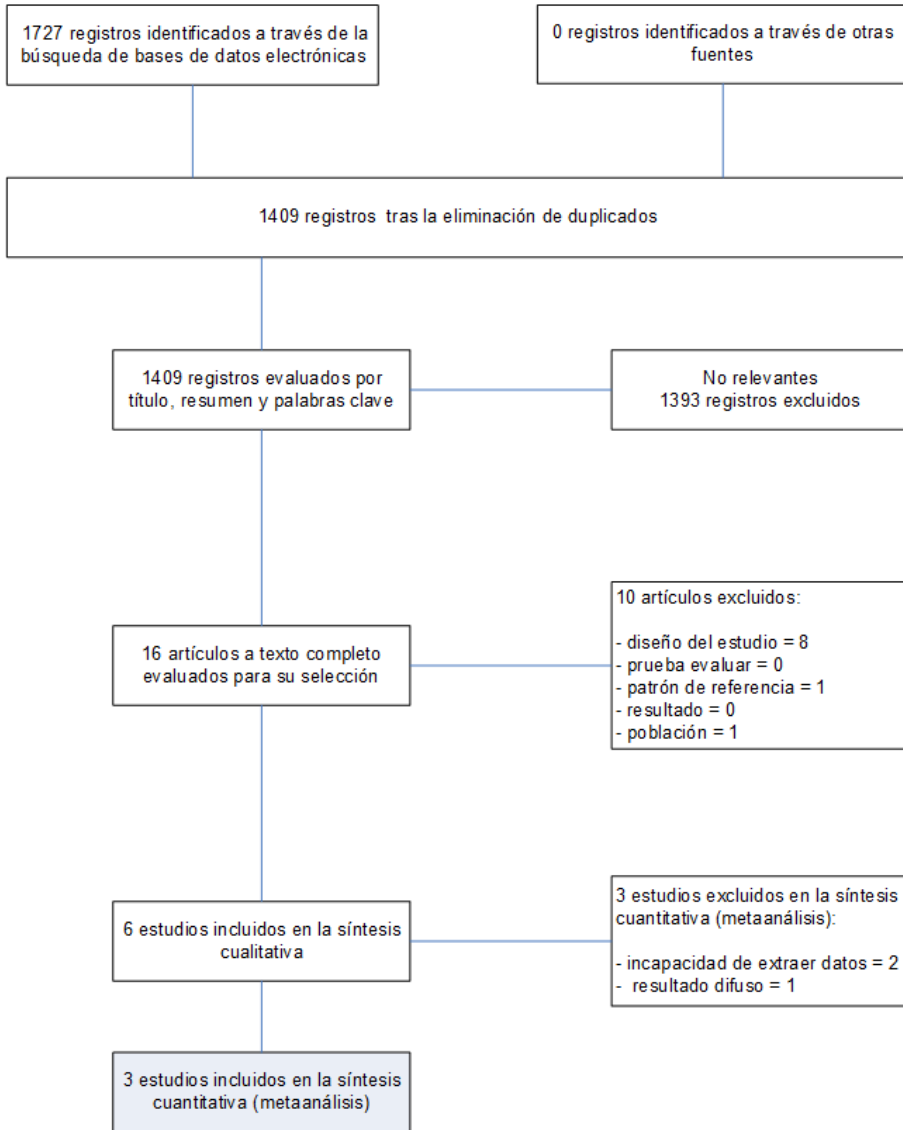 1727 registros identificados a través de la
búsqueda de bases de datos electrónicas
0 registros identificados a través de otras
fuentes
1409 registros tras la eliminación de duplicados
1409 registros evaluados por
título, resumen y palabras clave
No relevantes
1393 registros excluidos
16 artículos a texto completo
evaluados para su selección
10 artículos excluidos:
- diseño del estudio = 8
- prueba evaluar = 0
- patrón de referencia = 1
- resultado = 0
- población = 1
6 estudios incluidos en la síntesis
cualitativa
3 estudios excluidos en la síntesis
cuantitativa (metaanálisis):
- incapacidad de extraer datos = 2
- resultado difuso = 1
3 estudios incluidos en la síntesis
cuantitativa (metaanálisis)